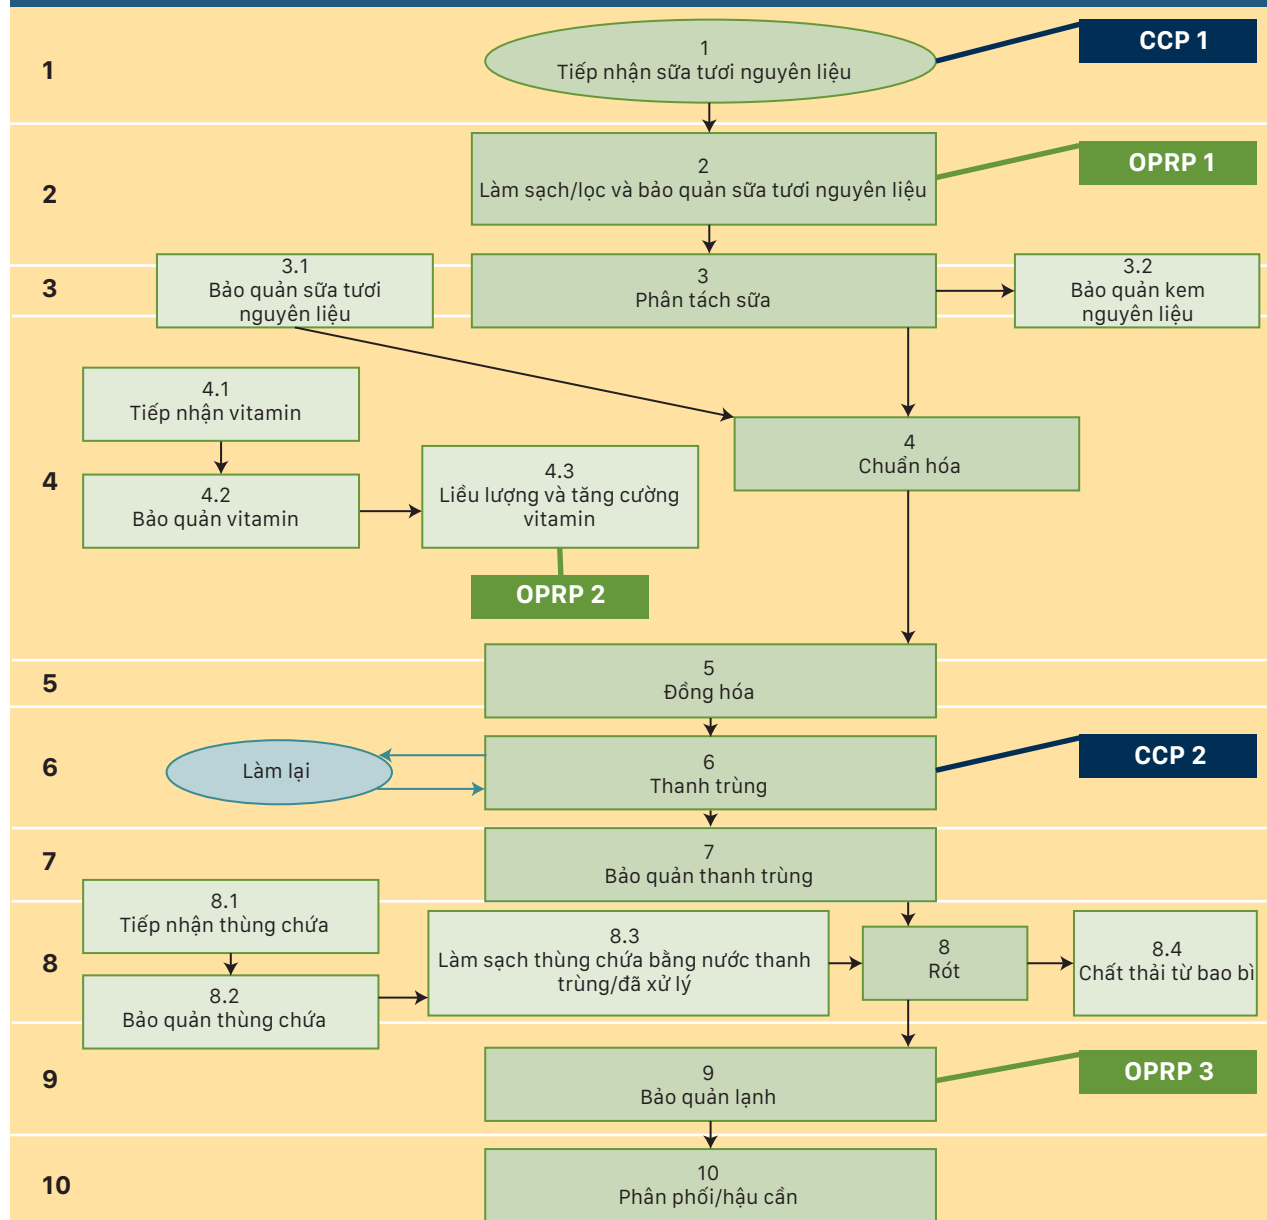 1
1
Tiếp nhận sữa tươi nguyên liệu
CCP 1
2
2
Làm sạch/lọc và bảo quản sữa tươi nguyên liệu
OPRP 1
3
3.1
Bảo quản sữa tươi
nguyên liệu
3
Phân tách sữa
3.2
Bảo quản kem
nguyên liệu
4
4.1
Tiếp nhận vitamin
4.2
Bảo quản vitamin
4.3
Liều lượng và tăng cường
vitamin
OPRP 2
4
Chuẩn hóa
5
5
Đồng hóa
6
Làm lại
6
Thanh trùng
CCP 2
7
7
Bảo quản thanh trùng
8
8.1
Tiếp nhận thùng chứa
8.2
Bảo quản thùng chứa
8.3
Làm sạch thùng chứa bằng nước thanh
trùng/đã xử lý
8
Rót
8.4
Chất thải từ bao bì
9
9
Bảo quản lạnh
OPRP 3
10
10
Phân phối/hậu cần